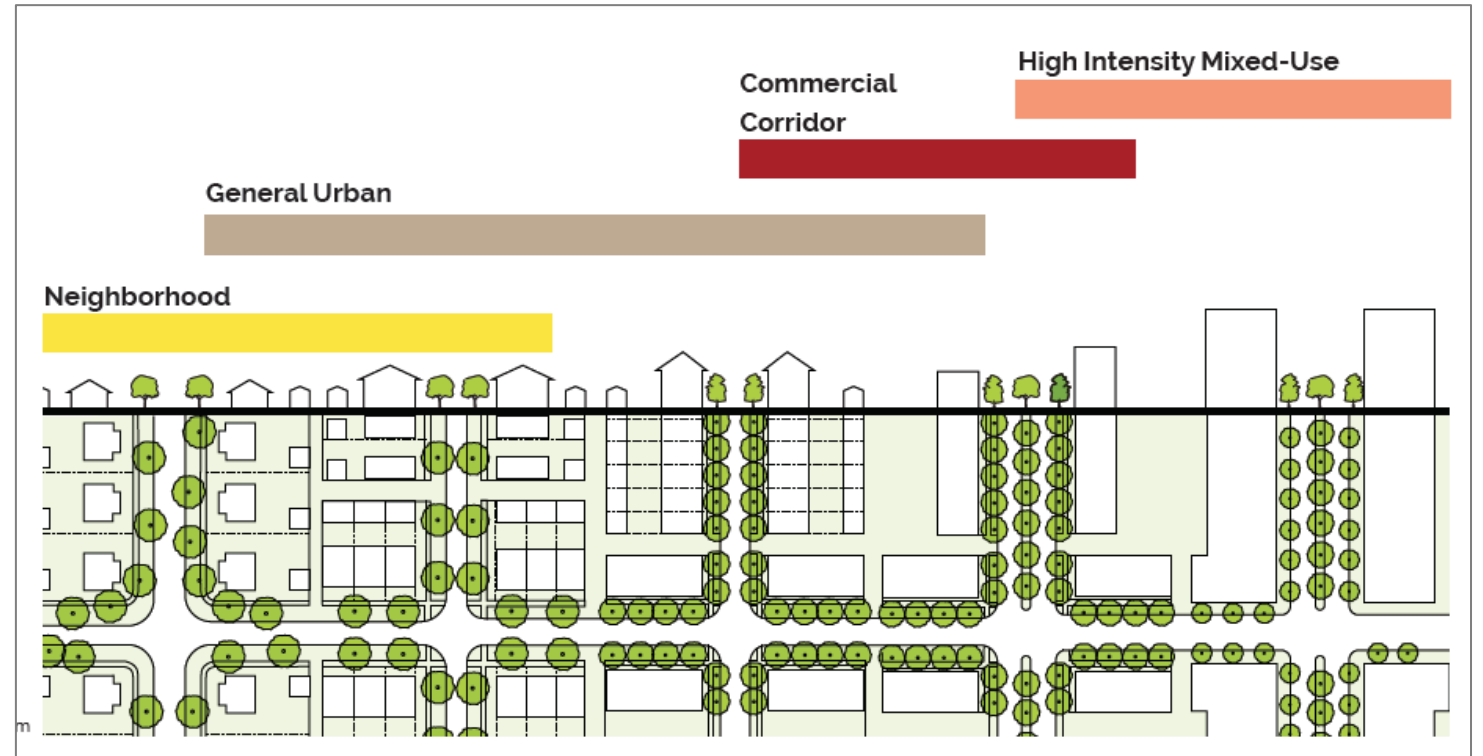 High Intensity Mixed-Use
Commercial
Corridor
General Urban
Neighborhood
m